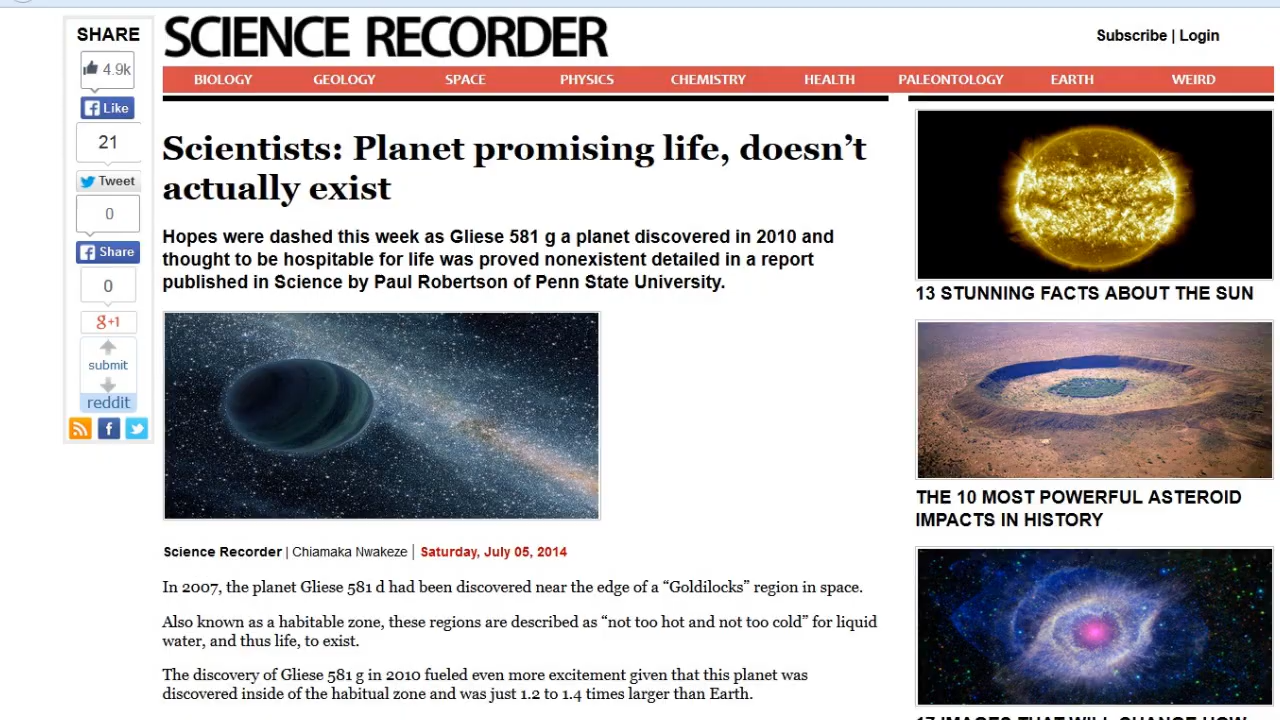 SHARE
4.9k
Like
21
Tweet
0
Share
0
g+1
submit
reddit
SCIENCE RECORDER
Subscribe | Login
BIOLOGY GEOLOGY SPACE PHYSICS CHEMISTRY HEALTH PALEONTOLOGY EARTH WEIRD
Scientists: Planet promising life, doesn’t
actually exist
Hopes were dashed this week as Gliese 581 g a planet discovered in 2010 and
thought to be hospitable for life was proved nonexistent detailed in a report
published in Science by Paul Robertson of Penn State University.
Science Recorder | Chiamaka Nwakeze | Saturday, July 05, 2014
In 2007, the planet Gliese 581 d had been discovered near the edge of a “Goldilocks” region in space.
Also known as a habitable zone, these regions are described as “not too hot and not too cold” for liquid
water, and thus life, to exist.
The discovery of Gliese 581 g in 2010 fueled even more excitement given that this planet was
discovered inside of the habitual zone and was just 1.2 to 1.4 times larger than Earth.
13 STUNNING FACTS ABOUT THE SUN
THE 10 MOST POWERFUL ASTEROID
IMPACTS IN HISTORY
17 IMAGES THAT WILL CHANGE HOW